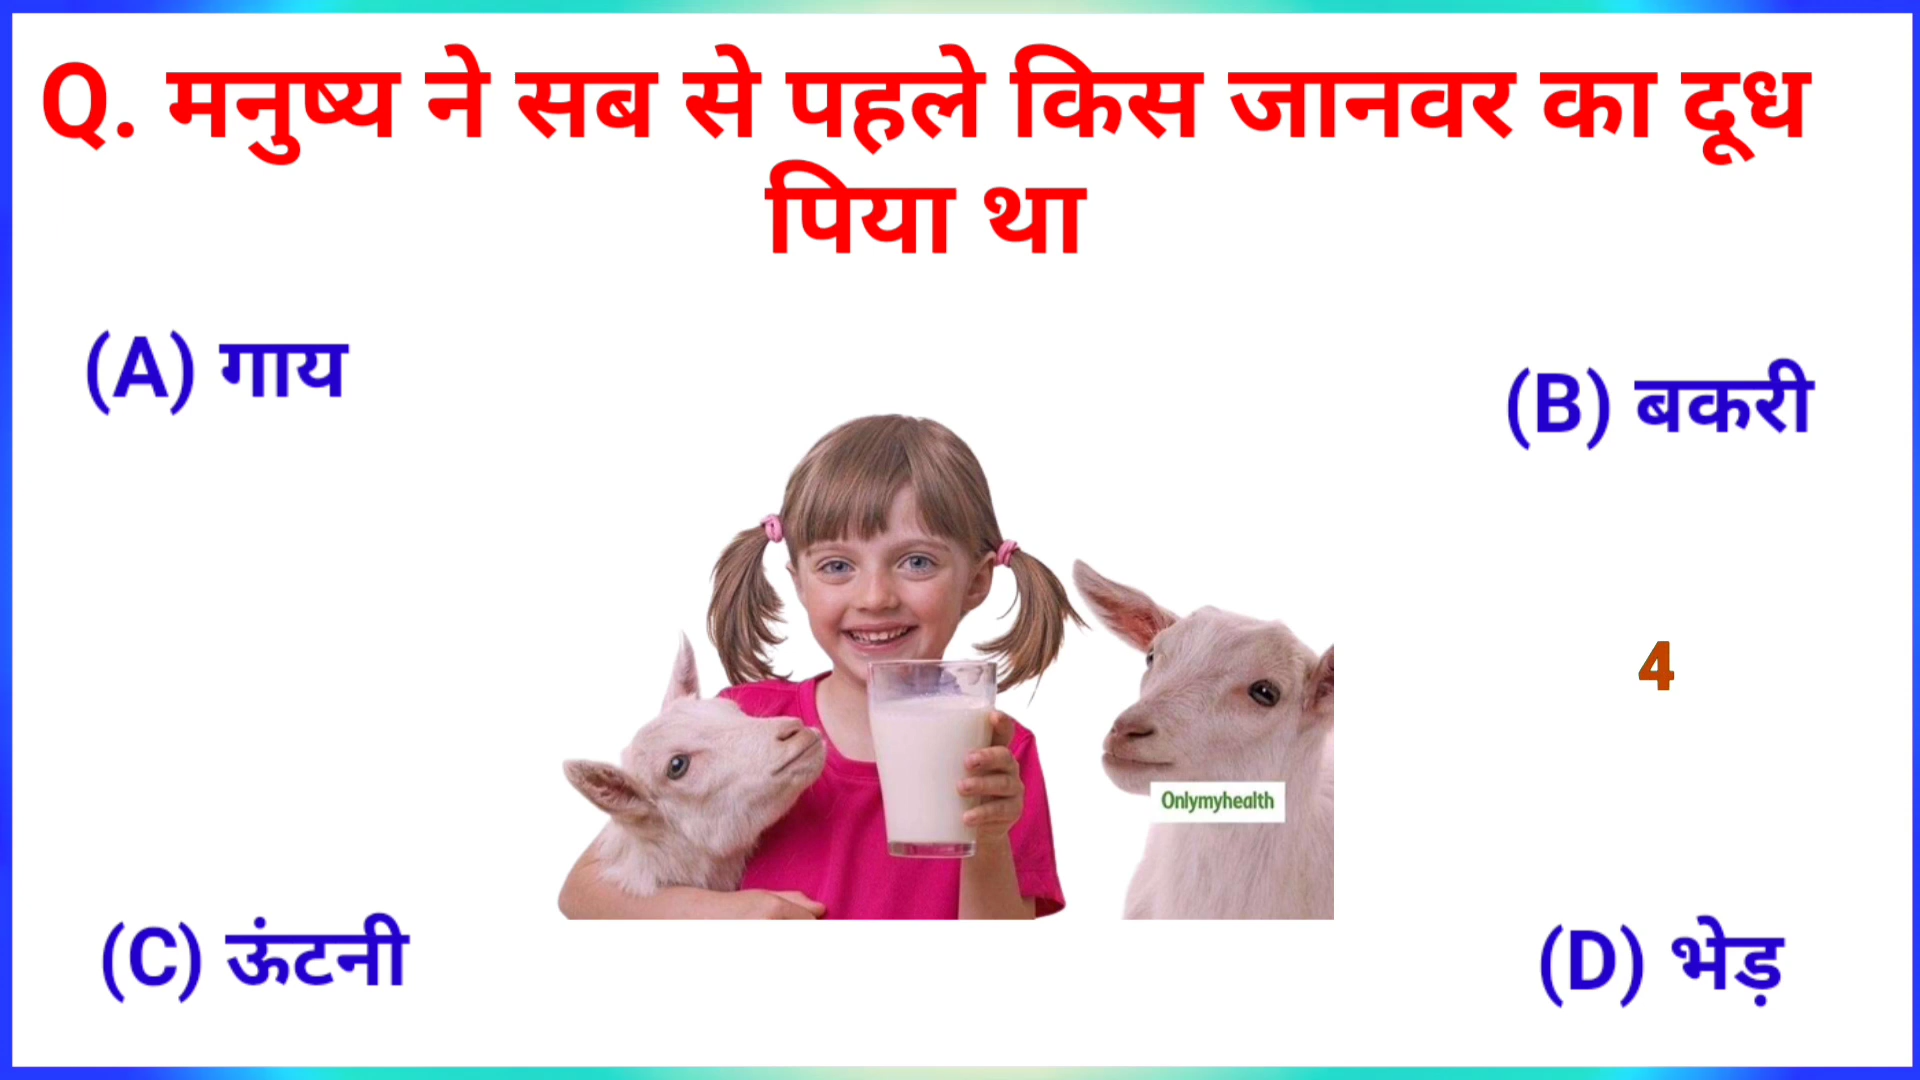 Q. मनुष्य ने सब से पहले किस जानवर का दूध
पिया था
(A) गाय
(B) बकरी
4
Onlymyhealth
(C) ऊंटनी
(D) भेड़